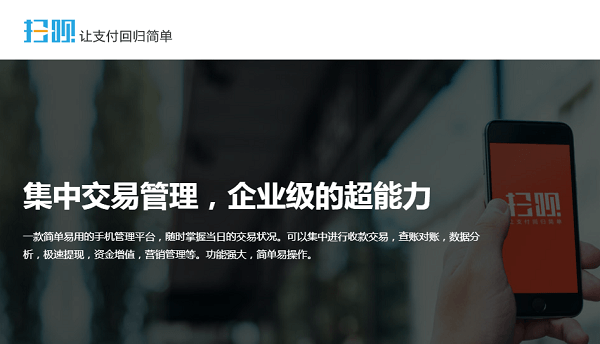 扫呗 让支付回归简单
集中交易管理，企业级的超能力
一款简单易用的手机管理平台，随时掌握当日的交易状况。可以集中进行收款交易，查账对账，数据分
析，极速提现，资金增值，营销管理等。功能强大，简单易操作。
扫呗
让支付回归简单